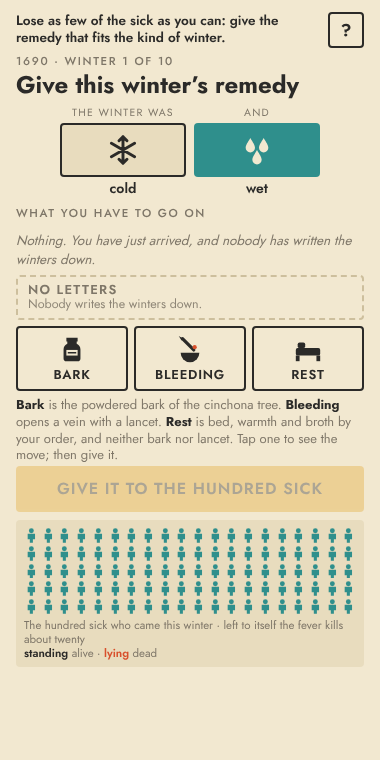 Lose as few of the sick as you can: give the
remedy that fits the kind of winter.
?
1690 · WINTER 1 OF 10
Give this winter’s remedy
THE WINTER WAS
AND
cold
wet
WHAT YOU HAVE TO GO ON
Nothing. You have just arrived, and nobody has written the
winters down.
NO LETTERS
Nobody writes the winters down.
BARK
BLEEDING
REST
Bark is the powdered bark of the cinchona tree. Bleeding
opens a vein with a lancet. Rest is bed, warmth and broth by
your order, and neither bark nor lancet. Tap one to see the
move; then give it.
GIVE IT TO THE HUNDRED SICK
The hundred sick who came this winter · left to itself the fever kills
about twenty
standing alive · lying dead